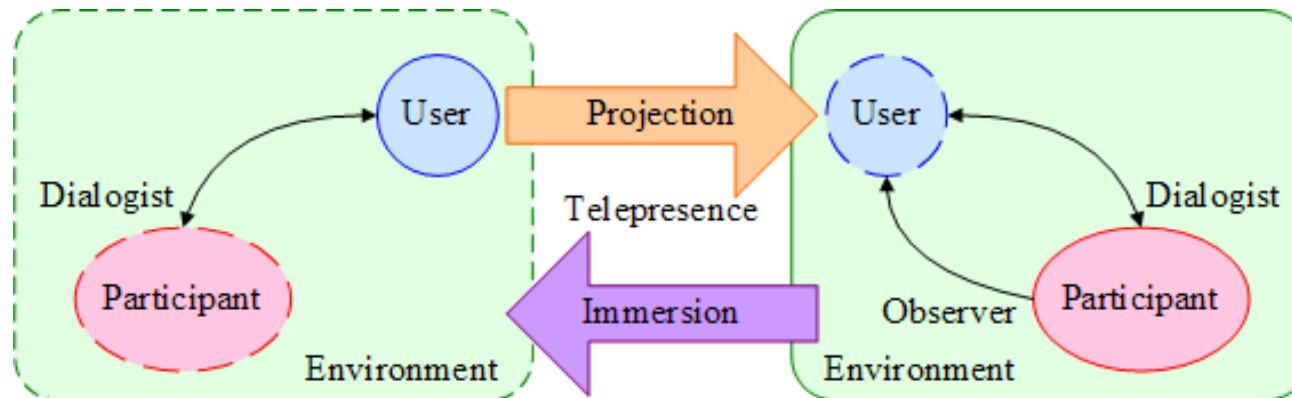 User
Projection
User
Dialogist
Telepresence
Dialogist
Participant
Immersion
Observer
Participant
Environment
Environment